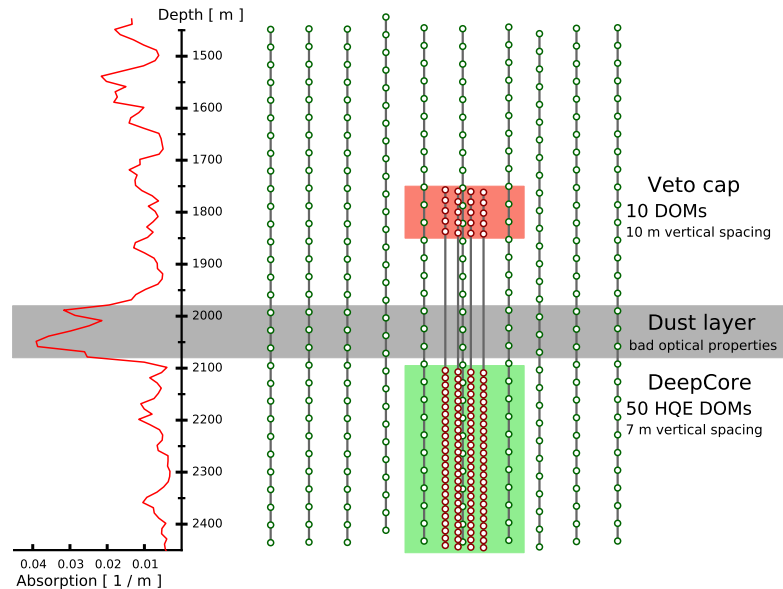 Depth [ m ]
1500
1600
1700
1800
1900
2000
2100
2200
2300
2400
0.04 0.03 0.02 0.01
Absorption [ 1 / m ]
Veto cap
10 DOMs
10 m vertical spacing
Dust layer
bad optical properties
DeepCore
50 HQE DOMs
7 m vertical spacing